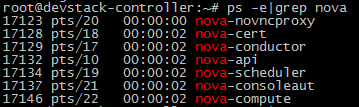 root@devstack-controller:~# ps -e|grep nova
17123 pts/20 00:00:00 nova-novncproxy
17126 pts/18 00:00:02 nova-cert
17129 pts/17 00:00:02 nova-conductor
17132 pts/10 00:00:02 nova-api
17134 pts/19 00:00:02 nova-scheduler
17137 pts/21 00:00:02 nova-consoleaut
17146 pts/22 00:00:02 nova-compute